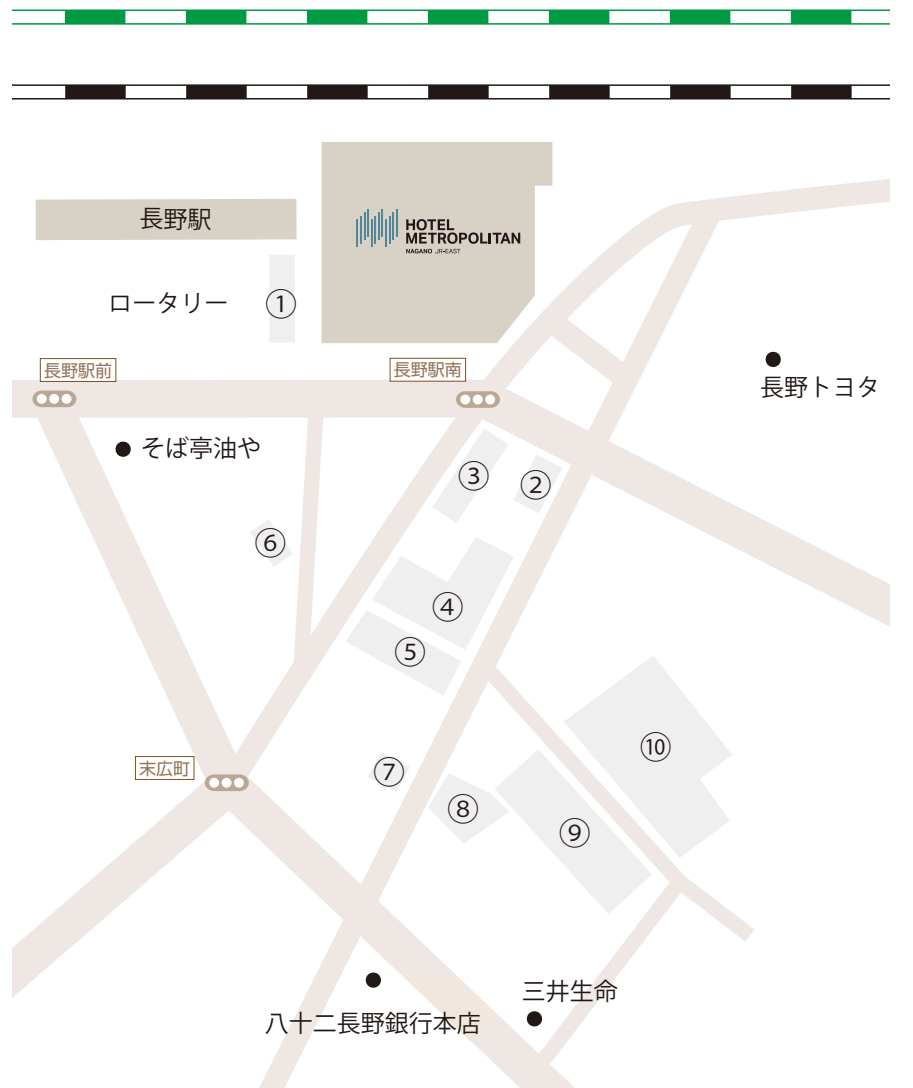 長野駅
HOTEL
METROPOLITAN
NAGANO JR-EAST
ロータリー
①
長野駅前
長野駅南
長野トヨタ
そば亭油や
③
②
⑥
④
⑤
末広町
⑦
⑧
⑩
⑨
三井生命
八十二長野銀行本店